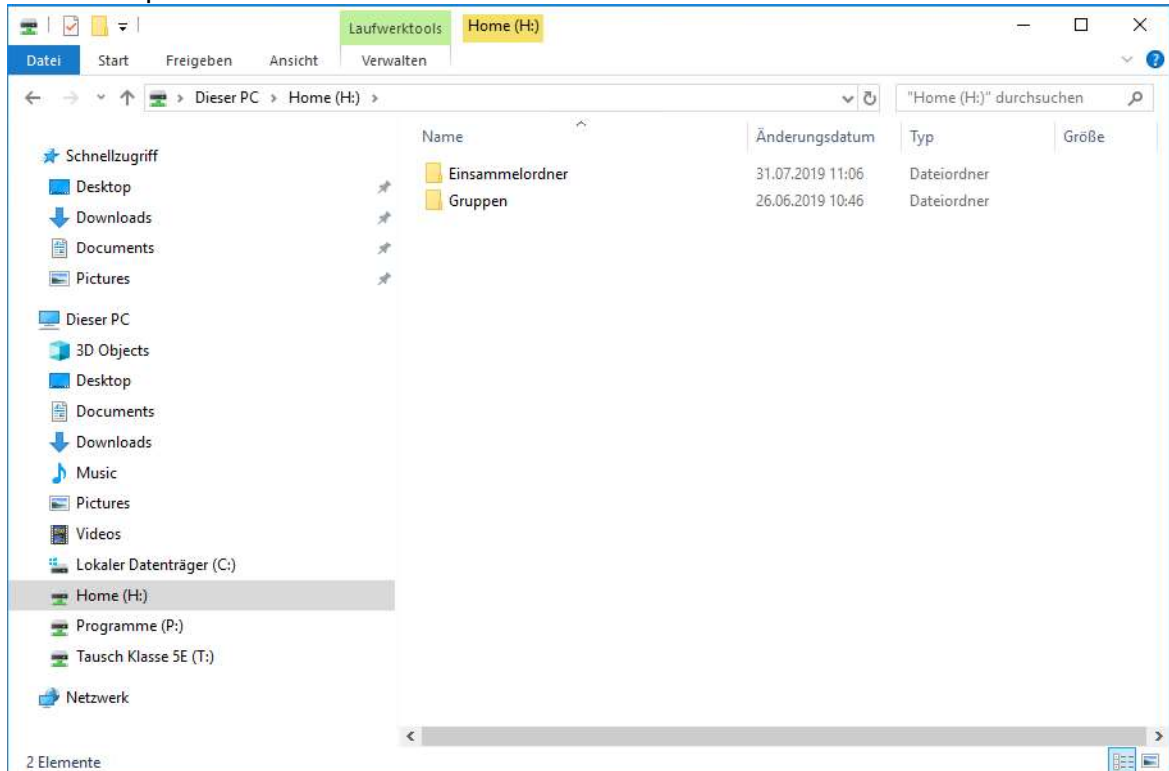 Laufwerktools Home (H:)
Datei Start Freigeben Ansicht Verwalten
Dieser PC > Home (H:) > "Home (H:)" durchsuchen
Name Änderungsdatum Typ Größe
Einsammelordner 31.07.2019 11:06 Dateiordner
Gruppen 26.06.2019 10:46 Dateiordner
Schnellzugriff
Desktop
Downloads
Documents
Pictures
Dieser PC
3D Objects
Desktop
Documents
Downloads
Music
Pictures
Videos
Lokaler Datenträger (C:)
Home (H:)
Programme (P:)
Tausch Klasse 5E (T:)
Netzwerk
2 Elemente